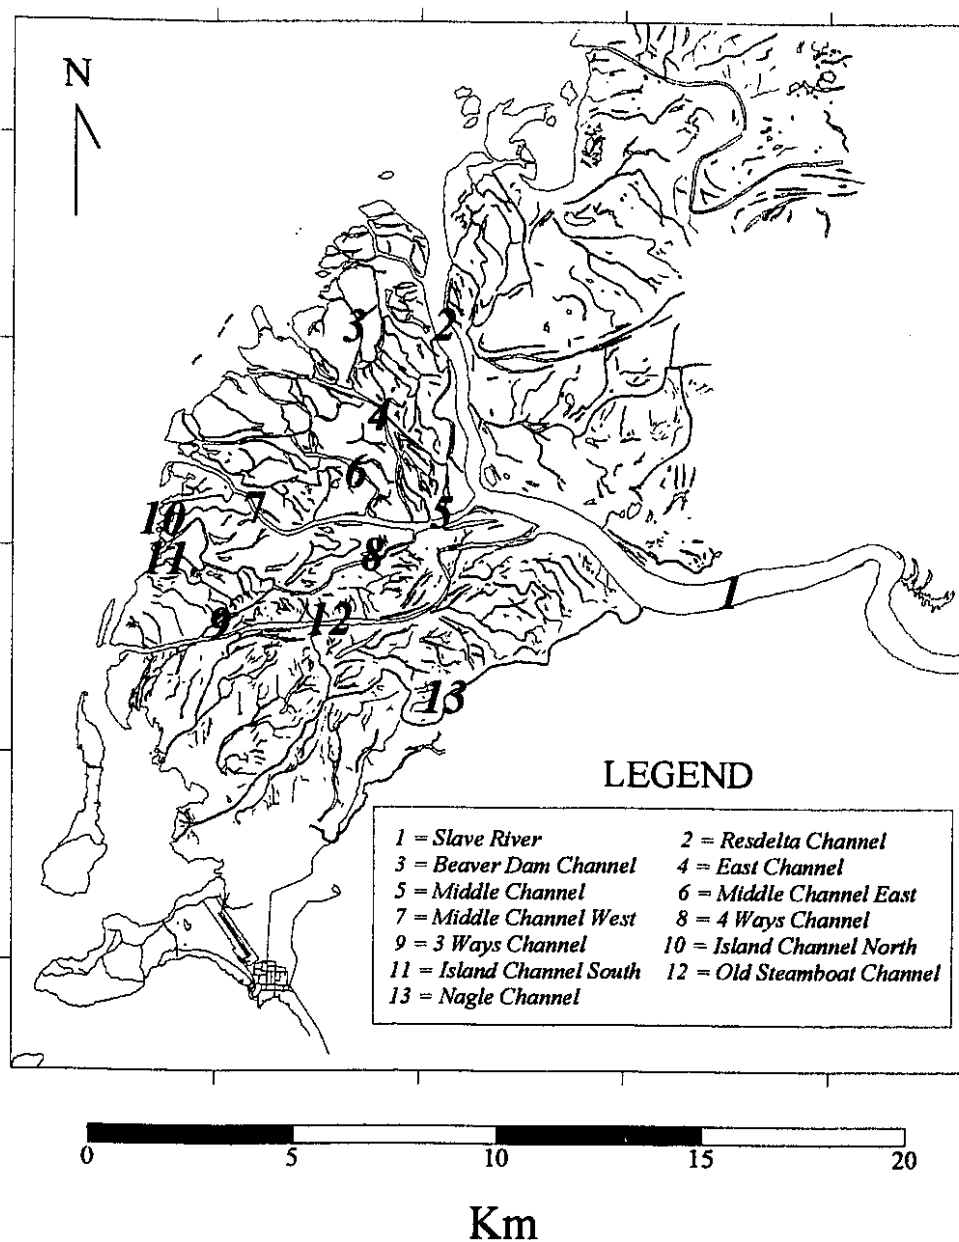 N
3
2
4
6
5
7
10
11
8
9
12
1
13
LEGEND
1 = Slave River
2 = Resdelta Channel
3 = Beaver Dam Channel
4 = East Channel
5 = Middle Channel
6 = Middle Channel East
7 = Middle Channel West
8 = 4 Ways Channel
9 = 3 Ways Channel
10 = Island Channel North
11 = Island Channel South
12 = Old Steamboat Channel
13 = Nagle Channel
0 5 10 15 20
Km